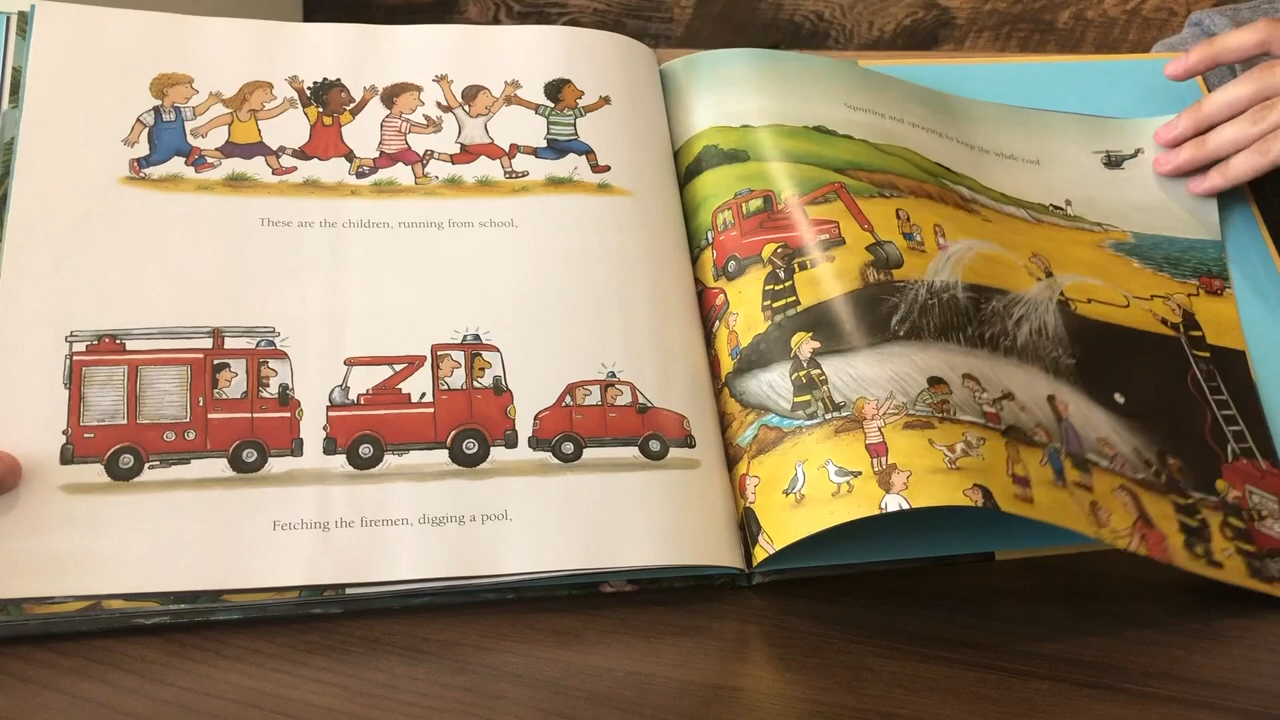 These are the children, running from school,
Fetching the firemen, digging a pool,
Squirting and spraying to keep the whale cool